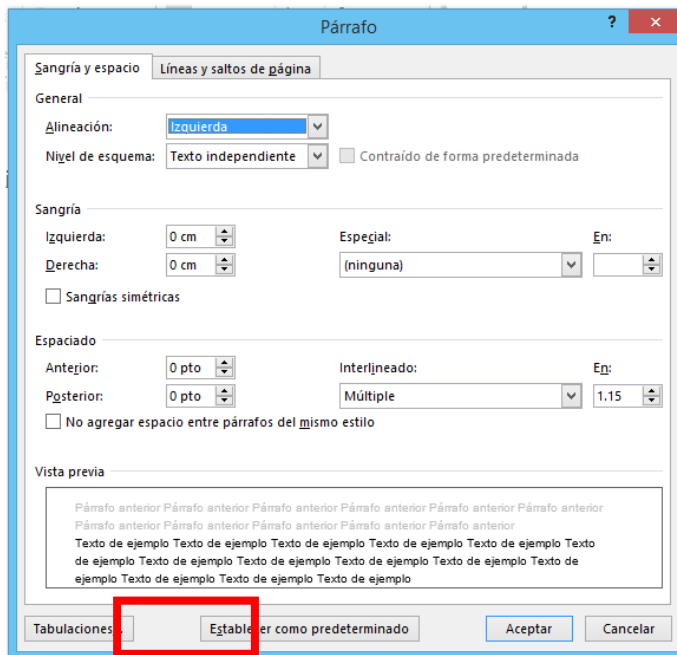 Párrafo
?
Sangría y espacio Líneas y saltos de página
General
Alineación: Izquierda
Nivel de esquema: Texto independiente Contraído de forma predeterminada
Sangría
Izquierda: 0 cm Especial: En:
Derecha: 0 cm (ninguna)
Sangrías simétricas
Espaciado
Anterior: 0 pto Interlineado: En:
Posterior: 0 pto Múltiple 1.15
No agregar espacio entre párrafos del mismo estilo
Vista previa
Párrafo anterior Párrafo anterior Párrafo anterior Párrafo anterior Párrafo anterior Párrafo anterior
Párrafo anterior Párrafo anterior Párrafo anterior Párrafo anterior Párrafo anterior
Texto de ejemplo Texto de ejemplo Texto de ejemplo Texto de ejemplo Texto de ejemplo Texto
de ejemplo Texto de ejemplo Texto de ejemplo Texto de ejemplo Texto de ejemplo Texto de
ejemplo Texto de ejemplo Texto de ejemplo Texto de ejemplo
Tabulaciones... Establecer como predeterminado Aceptar Cancelar